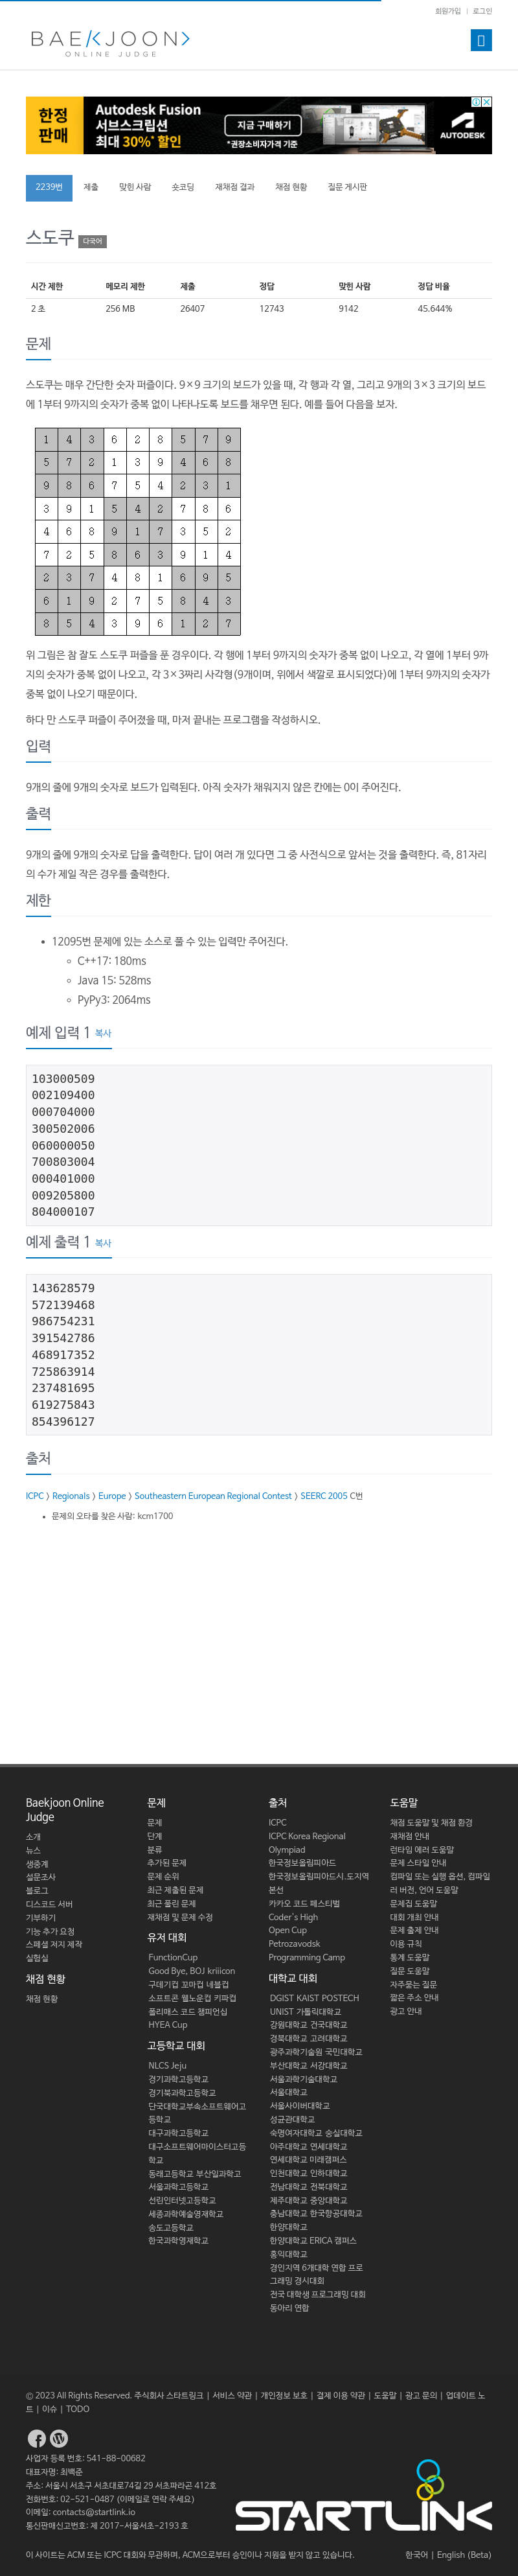 회원가입 | 로그인
BAEKJOON>
ONLINE JUDGE
한정
판매
Autodesk Fusion
서브스크립션
최대 30%* 할인
지금 구매하기
*권장소비자가격 기준
AUTODESK
2239번 제출 맞힌 사람 숏코딩 재채점 결과 채점 현황 질문 게시판
스도쿠 다국어
시간 제한 메모리 제한 제출 정답 맞힌 사람 정답 비율
2 초 256 MB 26407 12743 9142 45.644%
문제
스도쿠는 매우 간단한 숫자 퍼즐이다. 9×9 크기의 보드가 있을 때, 각 행과 각 열, 그리고 9개의 3×3 크기의 보드
에 1부터 9까지의 숫자가 중복 없이 나타나도록 보드를 채우면 된다. 예를 들어 다음을 보자.
1 4 3 6 2 8 5 7 9
5 7 2 1 3 9 4 6 8
9 8 6 7 5 4 2 3 1
3 9 1 5 4 2 7 8 6
4 6 8 9 1 7 3 5 2
7 2 5 8 6 3 9 1 4
2 3 7 4 8 1 6 9 5
6 1 9 2 7 5 8 4 3
8 5 4 3 9 6 1 2 7
위 그림은 참 잘도 스도쿠 퍼즐을 푼 경우이다. 각 행에 1부터 9까지의 숫자가 중복 없이 나오고, 각 열에 1부터 9까
지의 숫자가 중복 없이 나오고, 각 3×3짜리 사각형(9개이며, 위에서 색깔로 표시되었다)에 1부터 9까지의 숫자가
중복 없이 나오기 때문이다.
하다 만 스도쿠 퍼즐이 주어졌을 때, 마저 끝내는 프로그램을 작성하시오.
입력
9개의 줄에 9개의 숫자로 보드가 입력된다. 아직 숫자가 채워지지 않은 칸에는 0이 주어진다.
출력
9개의 줄에 9개의 숫자로 답을 출력한다. 답이 여러 개 있다면 그 중 사전식으로 앞서는 것을 출력한다. 즉, 81자리
의 수가 제일 작은 경우를 출력한다.
제한
• 12095번 문제에 있는 소스로 풀 수 있는 입력만 주어진다.
◦ C++17: 180ms
◦ Java 15: 528ms
◦ PyPy3: 2064ms
예제 입력 1 복사
103000509
002109400
000704000
300502006
060000050
700803004
000401000
009205800
804000107
예제 출력 1 복사
143628579
572139468
986754231
391542786
468917352
725863914
237481695
619275843
854396127
출처
ICPC > Regionals > Europe > Southeastern European Regional Contest > SEERC 2005 C번
• 문제의 오타를 찾은 사람: kcm1700
Baekjoon Online
Judge
소개
뉴스
생중계
설문조사
블로그
디스코드 서버
기부하기
기능 추가 요청
스페셜 저지 제작
실험실
채점 현황
채점 현황
문제
문제
단계
분류
추가된 문제
문제 순위
최근 제출된 문제
최근 풀린 문제
재채점 및 문제 수정
유저 대회
FunctionCup
Good Bye, BOJ kriiicon
구데기컵 꼬마컵 네블컵
소프트콘 웰노운컵 키파컵
폴리매스 코드 챔피언십
HYEA Cup
고등학교 대회
NLCS Jeju
경기과학고등학교
경기북과학고등학교
단국대학교부속소프트웨어고
등학교
대구과학고등학교
대구소프트웨어마이스터고등
학교
동래고등학교 부산일과학고
서울과학고등학교
선린인터넷고등학교
세종과학예술영재학교
송도고등학교
한국과학영재학교
출처
ICPC
ICPC Korea Regional
Olympiad
한국정보올림피아드
한국정보올림피아드시.도지역
본선
카카오 코드 페스티벌
Coder's High
Open Cup
Petrozavodsk
Programming Camp
대학교 대회
DGIST KAIST POSTECH
UNIST 가톨릭대학교
강원대학교 건국대학교
경북대학교 고려대학교
광주과학기술원 국민대학교
부산대학교 서강대학교
서울과학기술대학교
서울대학교
서울사이버대학교
성균관대학교
숙명여자대학교 숭실대학교
아주대학교 연세대학교
연세대학교 미래캠퍼스
인천대학교 인하대학교
전남대학교 전북대학교
제주대학교 중앙대학교
충남대학교 한국항공대학교
한양대학교
한양대학교 ERICA 캠퍼스
홍익대학교
경인지역 6개대학 연합 프로
그래밍 경시대회
전국 대학생 프로그래밍 대회
동아리 연합
도움말
채점 도움말 및 채점 환경
재채점 안내
런타임 에러 도움말
문제 스타일 안내
컴파일 또는 실행 옵션, 컴파일
러 버전, 언어 도움말
문제집 도움말
대회 개최 안내
문제 출제 안내
이용 규칙
통계 도움말
질문 도움말
자주묻는 질문
짧은 주소 안내
광고 안내
© 2023 All Rights Reserved. 주식회사 스타트링크 | 서비스 약관 | 개인정보 보호 | 결제 이용 약관 | 도움말 | 광고 문의 | 업데이트 노
트 | 이슈 | TODO
사업자 등록 번호: 541-88-00682
대표자명: 최백준
주소: 서울시 서초구 서초대로74길 29 서초파라곤 412호
전화번호: 02-521-0487 (이메일로 연락 주세요)
이메일: contacts@startlink.io
통신판매신고번호: 제 2017-서울서초-2193 호
STARTLINK
이 사이트는 ACM 또는 ICPC 대회와 무관하며, ACM으로부터 승인이나 지원을 받지 않고 있습니다.
한국어 | English (Beta)